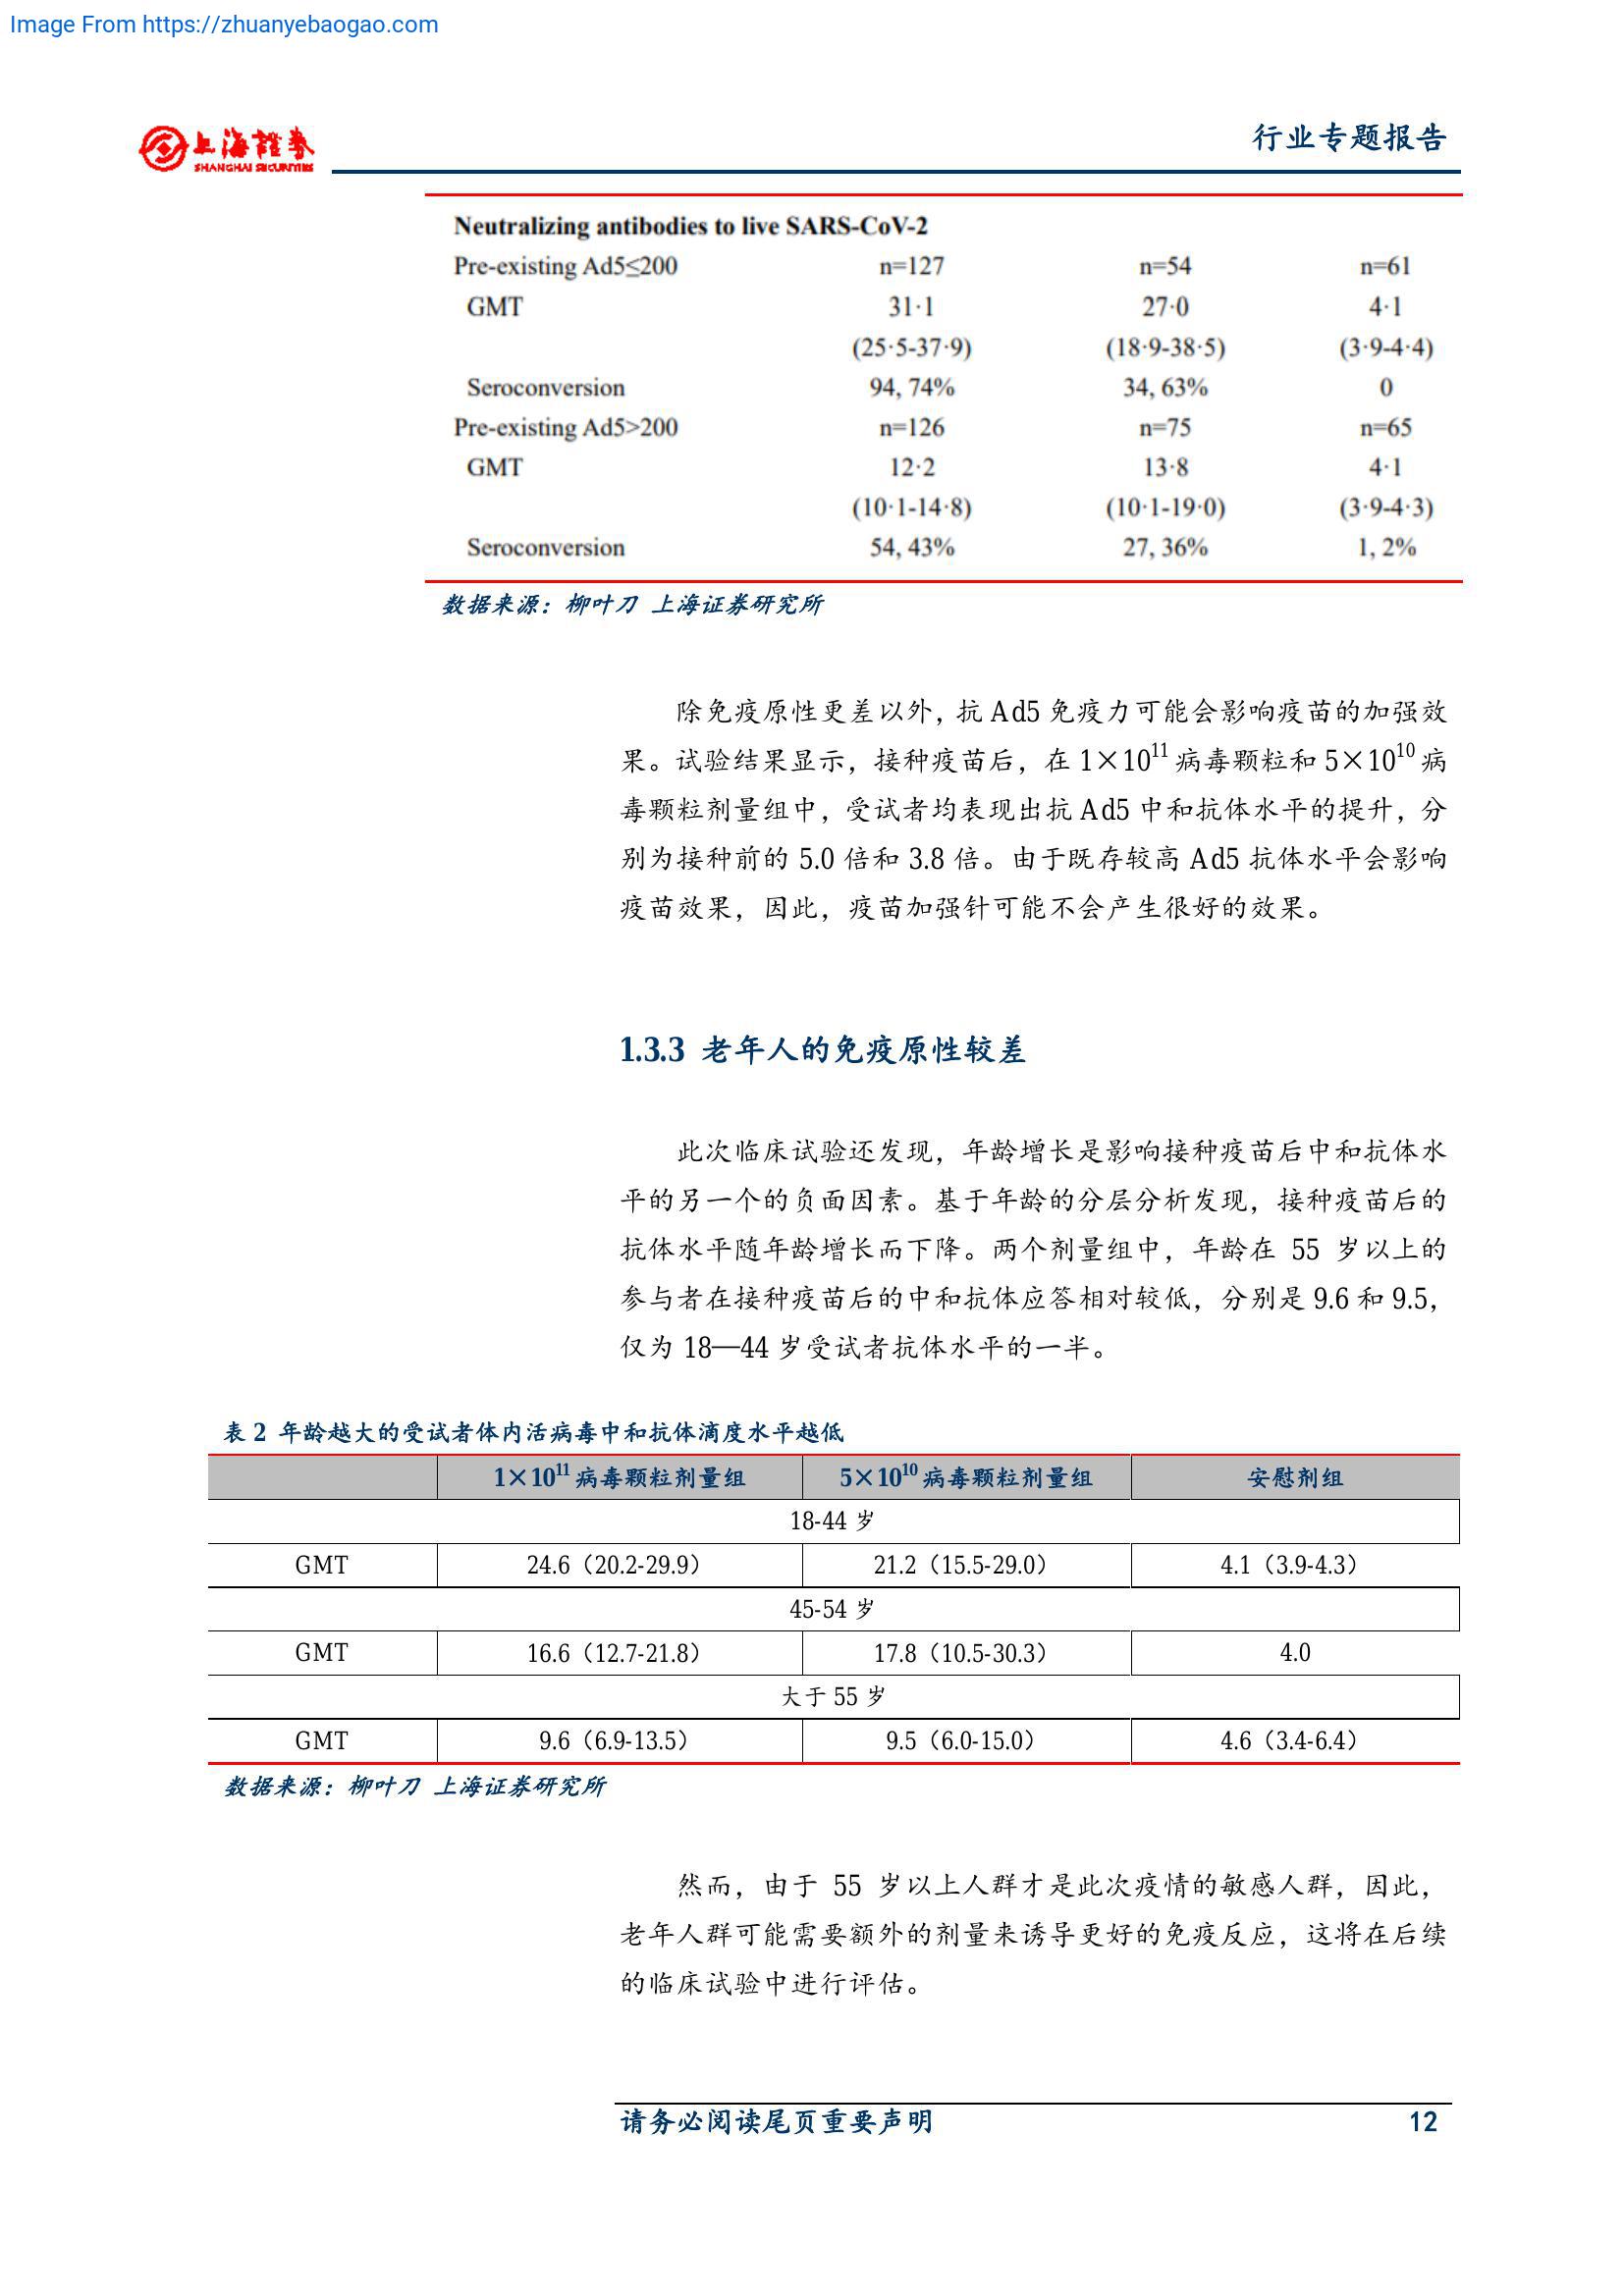 Image From https://zhuanyebaogao.com
上海證券
SHANGHAI SECURITIES
行业专题报告
Neutralizing antibodies to live SARS-CoV-2
Pre-existing Ad5≤200 n=127 n=54 n=61
GMT 31·1 27·0 4·1
(25·5-37·9) (18·9-38·5) (3·9-4·4)
Seroconversion 94, 74% 34, 63% 0
Pre-existing Ad5>200 n=126 n=75 n=65
GMT 12·2 13·8 4·1
(10·1-14·8) (10·1-19·0) (3·9-4·3)
Seroconversion 54, 43% 27, 36% 1, 2%
数据来源：柳叶刀 上海证券研究所
除免疫原性更差以外，抗 Ad5 免疫力可能会影响疫苗的加强效
果。试验结果显示，接种疫苗后，在 1×10¹¹ 病毒颗粒和 5×10¹⁰ 病
毒颗粒剂量组中，受试者均表现出抗 Ad5 中和抗体水平的提升，分
别为接种前的 5.0 倍和 3.8 倍。由于既存较高 Ad5 抗体水平会影响
疫苗效果，因此，疫苗加强针可能不会产生很好的效果。
1.3.3 老年人的免疫原性较差
此次临床试验还发现，年龄增长是影响接种疫苗后中和抗体水
平的另一个的负面因素。基于年龄的分层分析发现，接种疫苗后的
抗体水平随年龄增长而下降。两个剂量组中，年龄在 55 岁以上的
参与者在接种疫苗后的中和抗体应答相对较低，分别是 9.6 和 9.5，
仅为 18—44 岁受试者抗体水平的一半。
表 2 年龄越大的受试者体内活病毒中和抗体滴度水平越低
1×10¹¹ 病毒颗粒剂量组 5×10¹⁰ 病毒颗粒剂量组 安慰剂组
18-44 岁
GMT 24.6（20.2-29.9） 21.2（15.5-29.0） 4.1（3.9-4.3）
45-54 岁
GMT 16.6（12.7-21.8） 17.8（10.5-30.3） 4.0
大于 55 岁
GMT 9.6（6.9-13.5） 9.5（6.0-15.0） 4.6（3.4-6.4）
数据来源：柳叶刀 上海证券研究所
然而，由于 55 岁以上人群才是此次疫情的敏感人群，因此，
老年人群可能需要额外的剂量来诱导更好的免疫反应，这将在后续
的临床试验中进行评估。
请务必阅读尾页重要声明 12